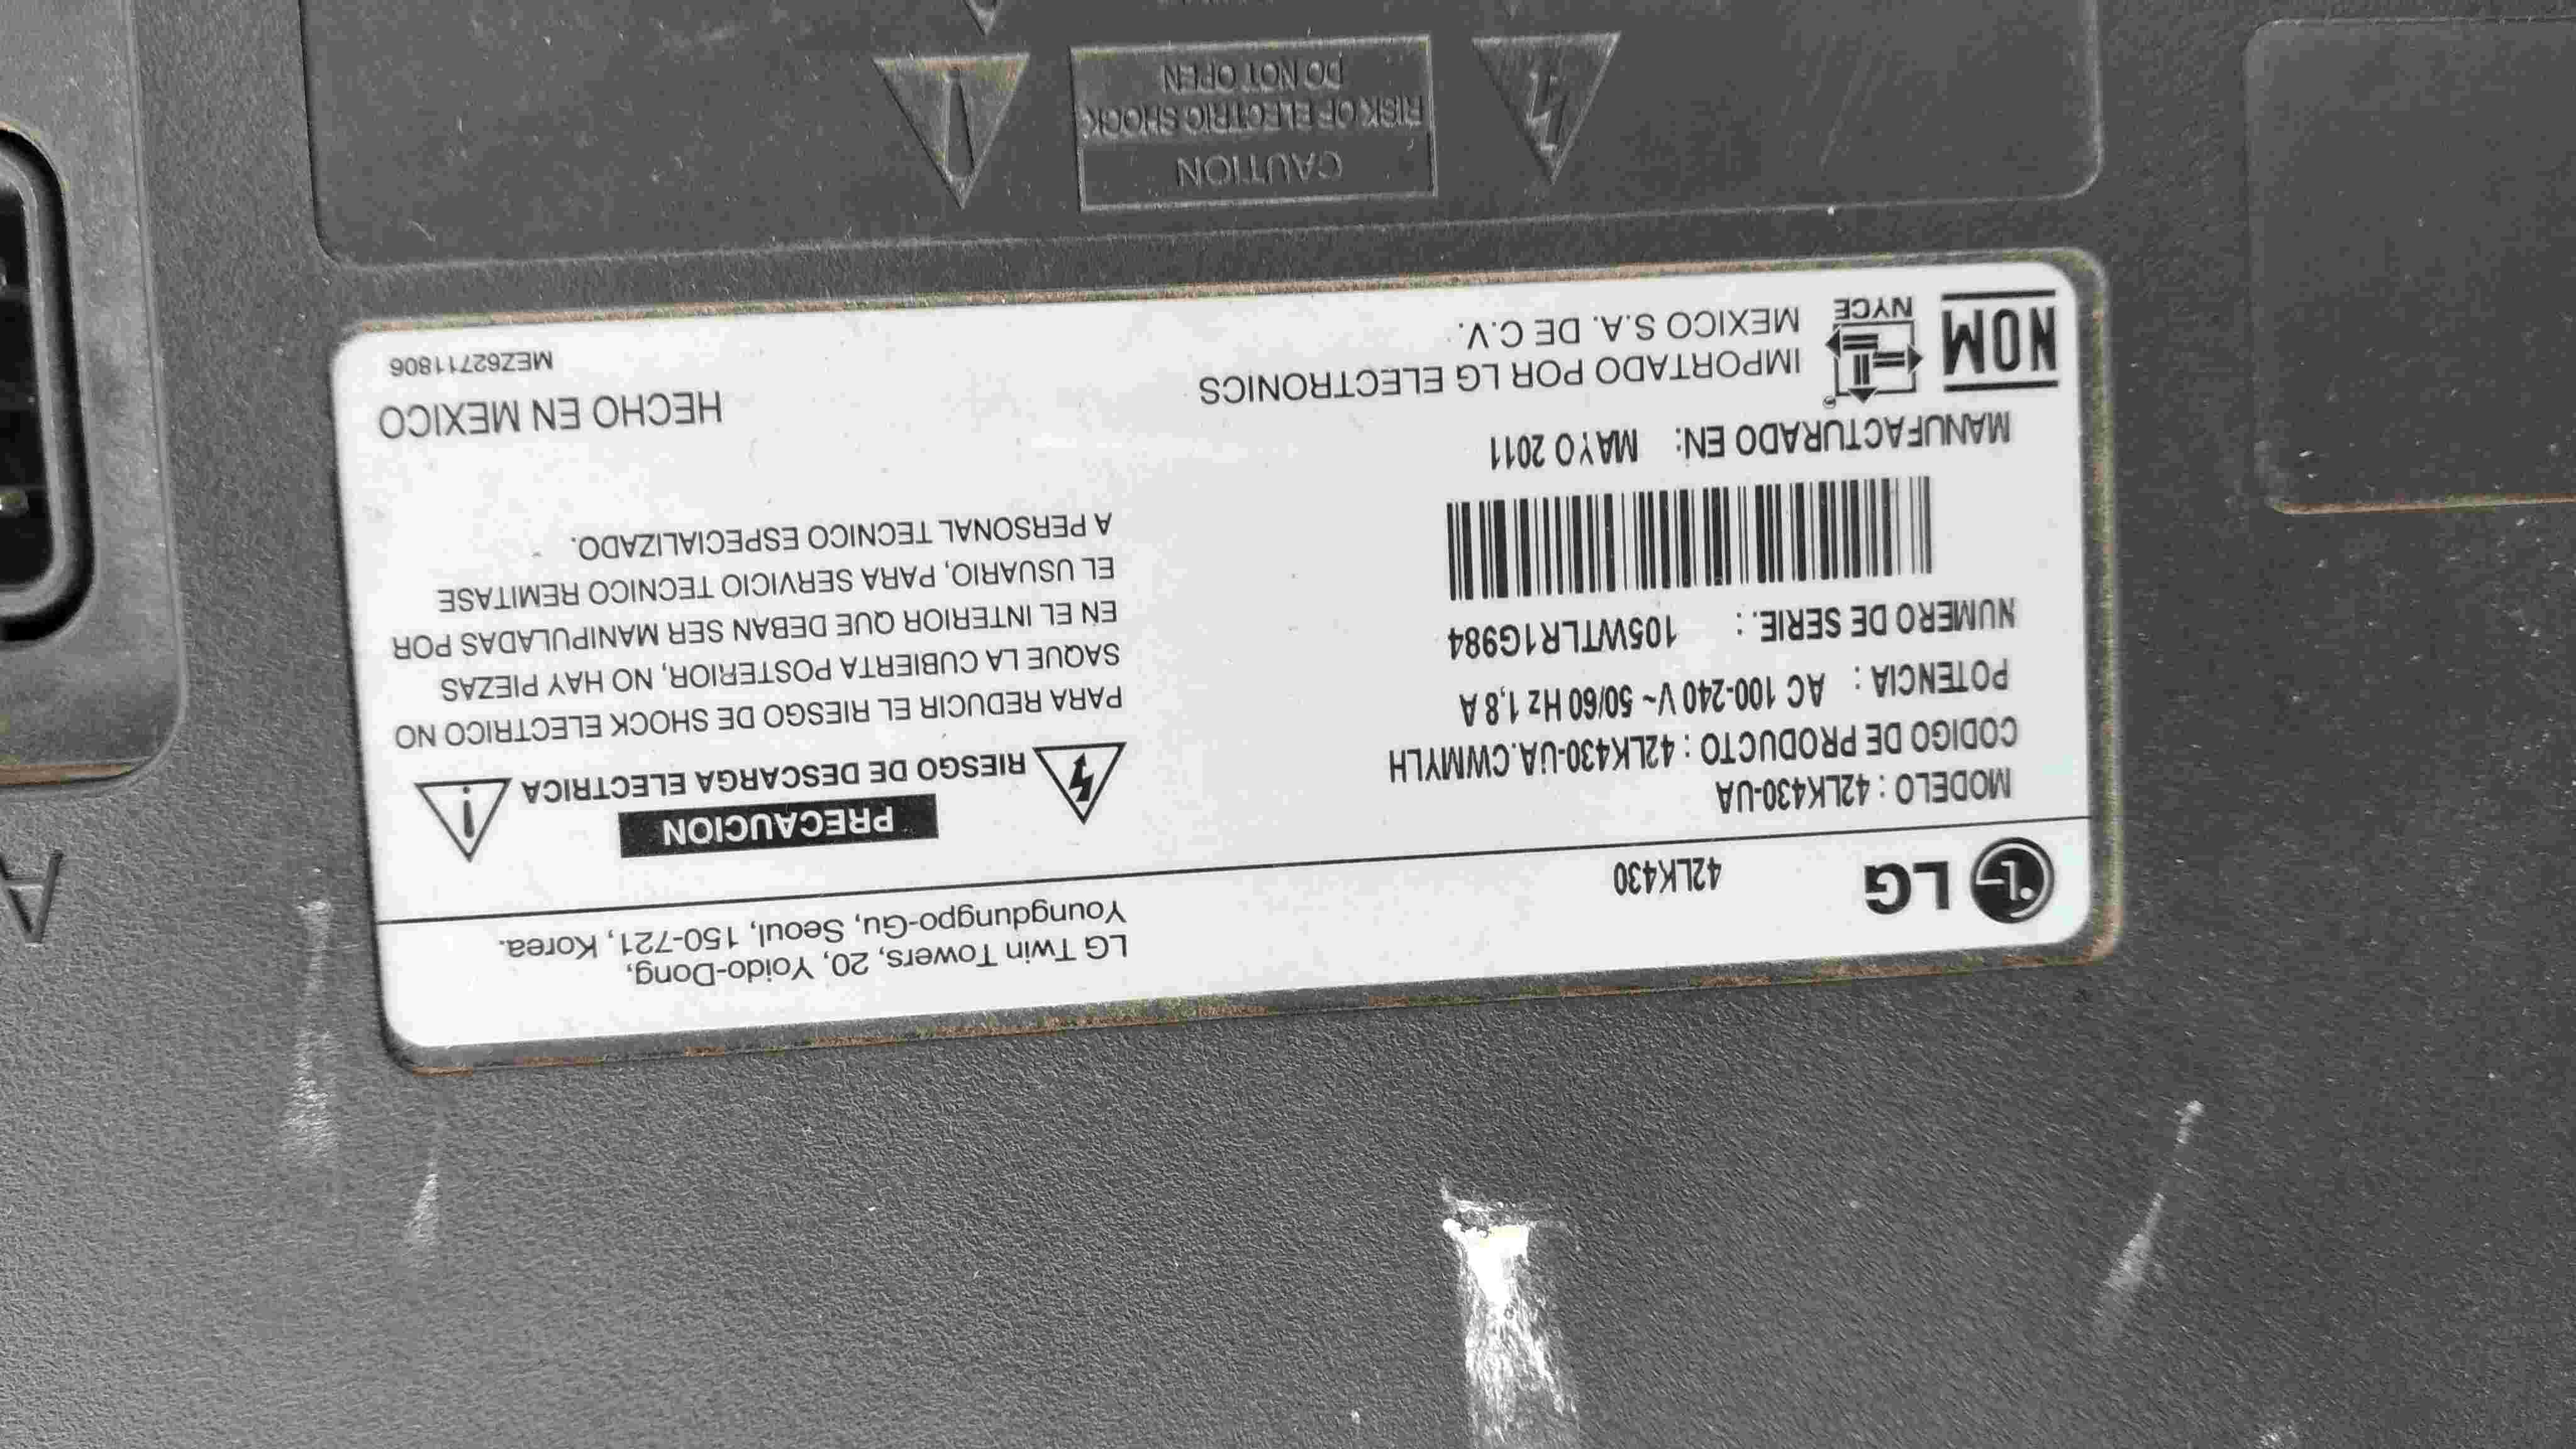 LG 42LK430
LG Twin Towers, 20, Yoido-Dong,
Youngdungpo-Gu, Seoul, 150-721, Korea.
MODELO : 42LK430-UA
CODIGO DE PRODUCTO : 42LK430-UA.CWMYLH
POTENCIA : AC 100-240 V~ 50/60 Hz 1,8 A
NUMERO DE SERIE. : 105WTLR1G984
MANUFACTURADO EN: MAYO 2011
NOM
NYCE
IMPORTADO POR LG ELECTRONICS
MEXICO S.A. DE C.V.
PRECAUCION
RIESGO DE DESCARGA ELECTRICA
PARA REDUCIR EL RIESGO DE SHOCK ELECTRICO NO
SAQUE LA CUBIERTA POSTERIOR, NO HAY PIEZAS
EN EL INTERIOR QUE DEBAN SER MANIPULADAS POR
EL USUARIO, PARA SERVICIO TECNICO REMITASE
A PERSONAL TECNICO ESPECIALIZADO.
HECHO EN MEXICO
MEZ62711806
CAUTION
RISK OF ELECTRIC SHOCK
DO NOT OPEN